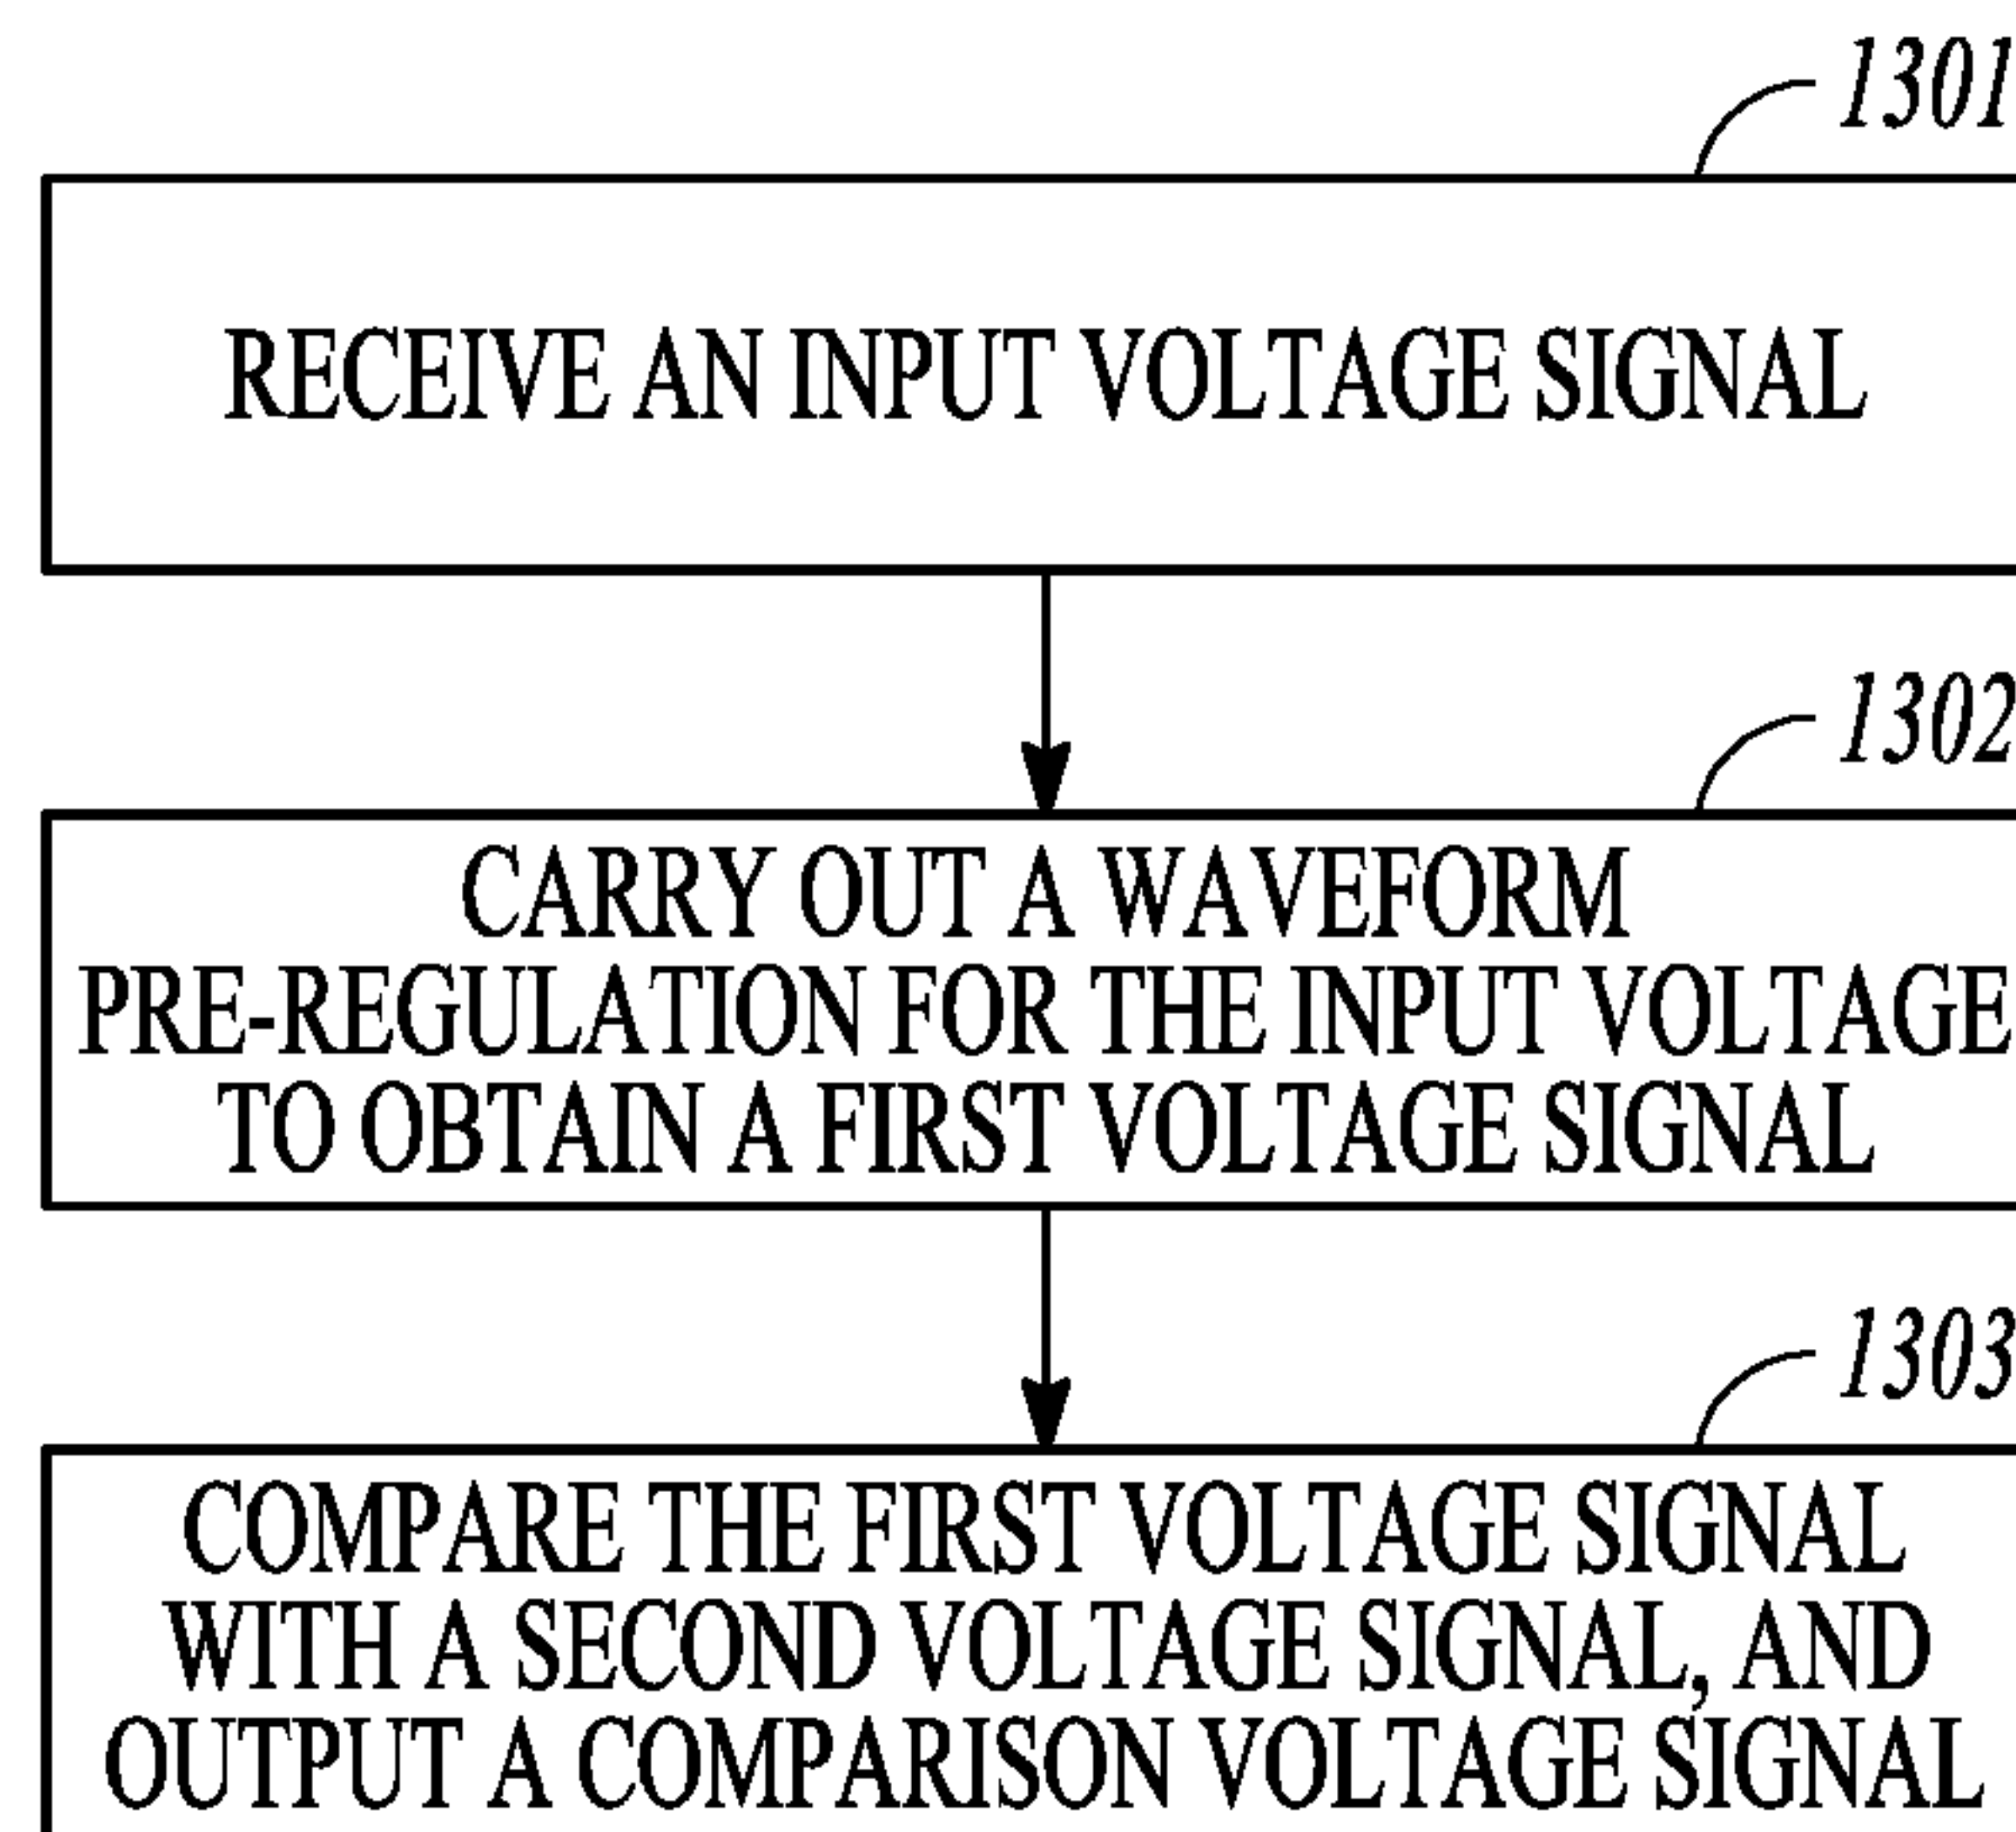 1301
RECEIVE AN INPUT VOLTAGE SIGNAL
1302
CARRY OUT A WAVEFORM
PRE-REGULATION FOR THE INPUT VOLTAGE
TO OBTAIN A FIRST VOLTAGE SIGNAL
1303
COMPARE THE FIRST VOLTAGE SIGNAL
WITH A SECOND VOLTAGE SIGNAL, AND
OUTPUT A COMPARISON VOLTAGE SIGNAL